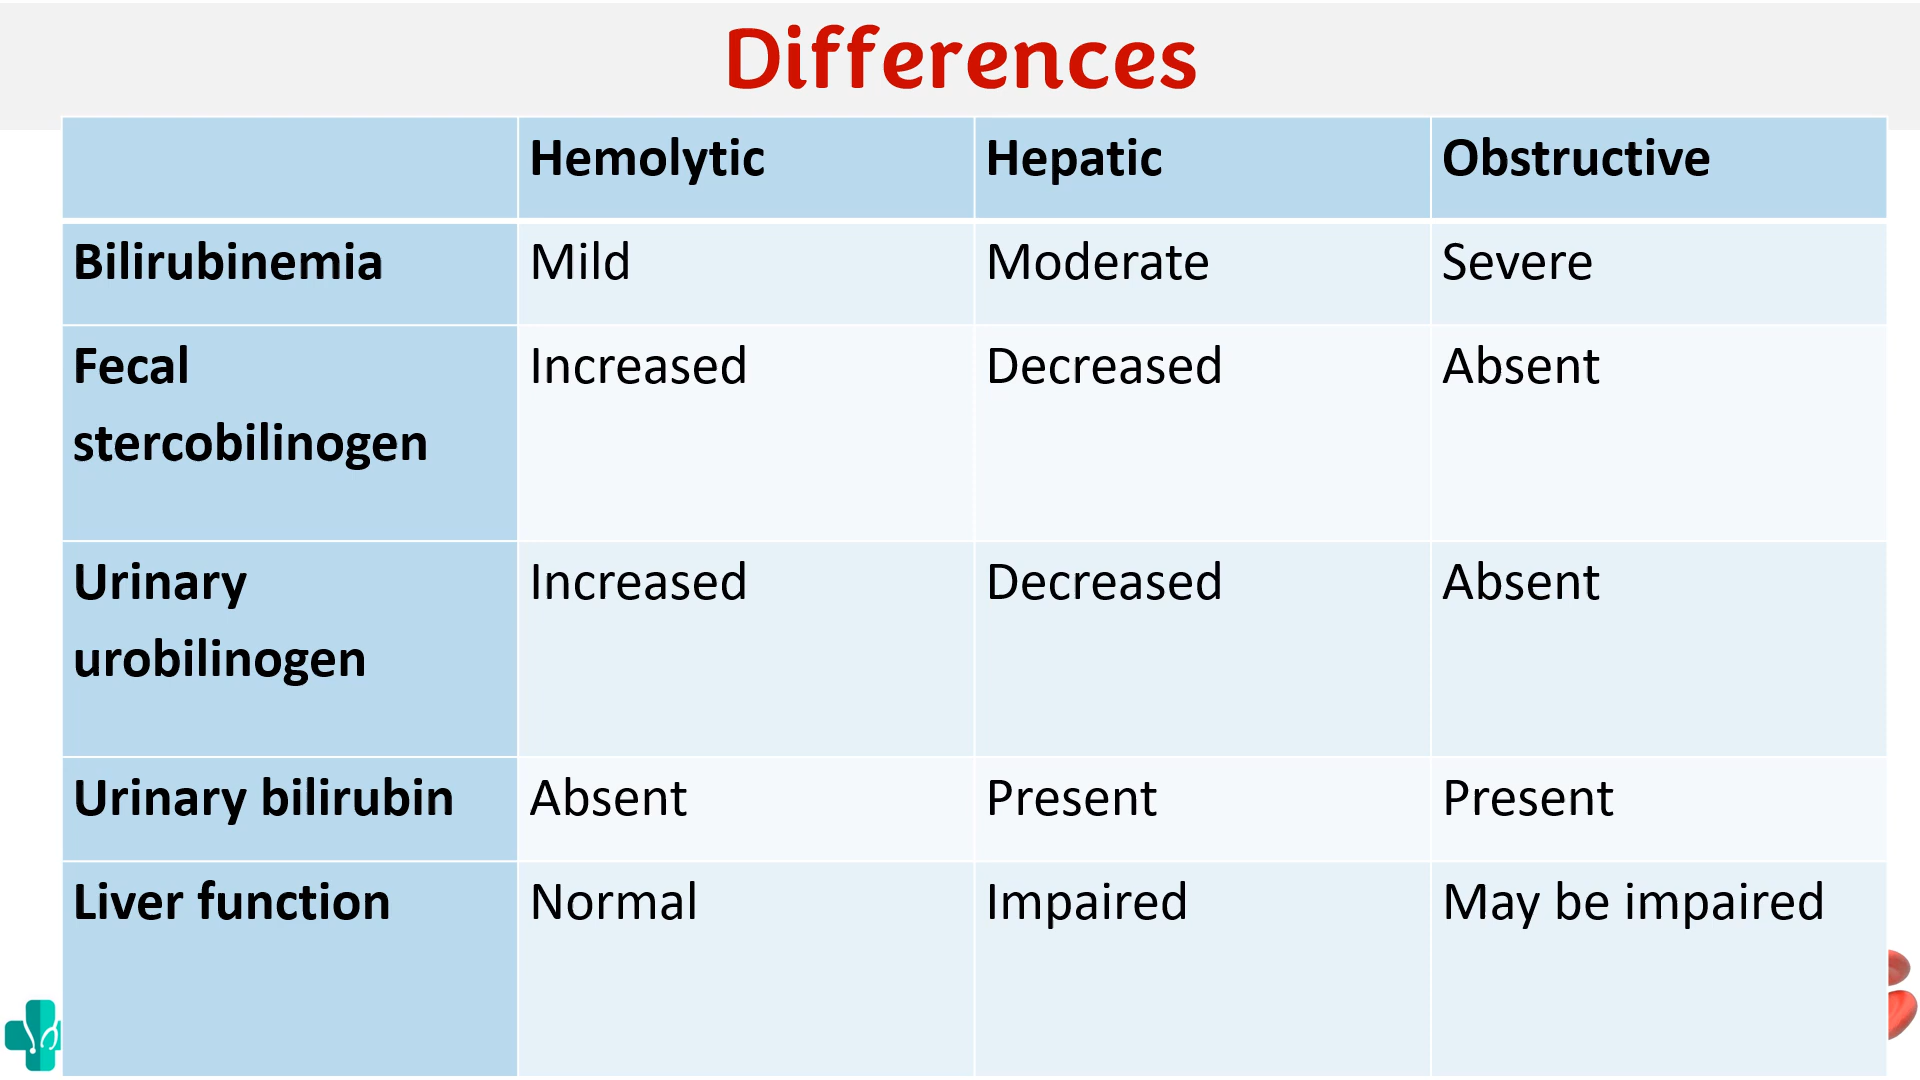 Differences
Hemolytic Hepatic Obstructive
Bilirubinemia Mild Moderate Severe
Fecal Increased Decreased Absent
stercobilinogen
Urinary Increased Decreased Absent
urobilinogen
Urinary bilirubin Absent Present Present
Liver function Normal Impaired May be impaired